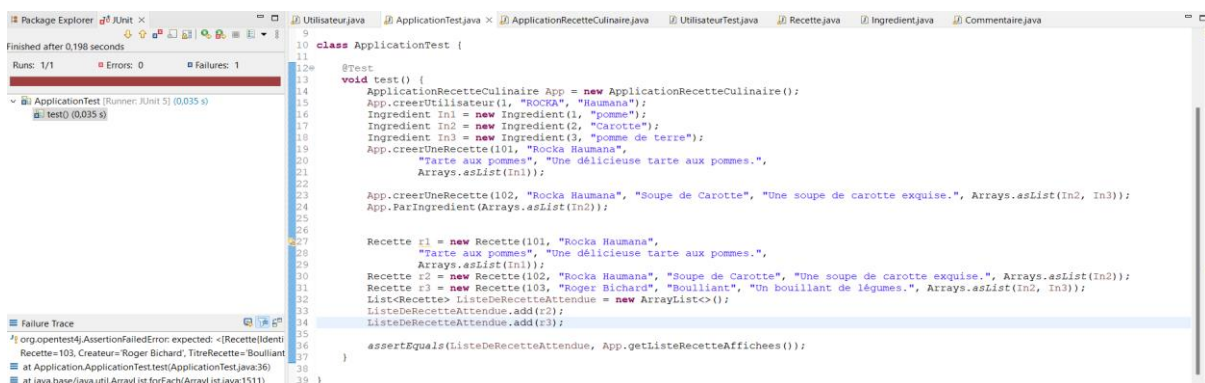 Package Explorer JUnit
Finished after 0,198 seconds
Runs: 1/1 Errors: 0 Failures: 1
ApplicationTest [Runner: JUnit 5] (0,035 s)
test() (0,035 s)
Failure Trace
org.opentest4j.AssertionFailedError: expected: <[Recette[Identi
Recette=103, Createur='Roger Bichard', TitreRecette='Boulliant
at Application.ApplicationTest.test(ApplicationTest.java:36)
at java.base/java.util.ArrayList.forEach(ArrayList.java:1511)
Utilisateur.java ApplicationTest.java ApplicationRecetteCulinaire.java UtilisateurTest.java Recette.java Ingredient.java Commentaire.java
9
10 class ApplicationTest {
11
12 @Test
13 void test() {
14 ApplicationRecetteCulinaire App = new ApplicationRecetteCulinaire();
15 App.creerUtilisateur(1, "ROCKA", "Haumana");
16 Ingredient In1 = new Ingredient(1, "pomme");
17 Ingredient In2 = new Ingredient(2, "Carotte");
18 Ingredient In3 = new Ingredient(3, "pomme de terre");
19 App.creerUneRecette(101, "Rocka Haumana",
20 "Tarte aux pommes", "Une délicieuse tarte aux pommes.",
21 Arrays.asList(In1));
22
23 App.creerUneRecette(102, "Rocka Haumana", "Soupe de Carotte", "Une soupe de carotte exquise.", Arrays.asList(In2, In3));
24 App.ParIngredient(Arrays.asList(In2));
25
26
27 Recette r1 = new Recette(101, "Rocka Haumana",
28 "Tarte aux pommes", "Une délicieuse tarte aux pommes.",
29 Arrays.asList(In1));
30 Recette r2 = new Recette(102, "Rocka Haumana", "Soupe de Carotte", "Une soupe de carotte exquise.", Arrays.asList(In2));
31 Recette r3 = new Recette(103, "Roger Bichard", "Boulliant", "Un bouillant de légumes.", Arrays.asList(In2, In3));
32 List<Recette> ListeDeRecetteAttendue = new ArrayList<>();
33 ListeDeRecetteAttendue.add(r2);
34 ListeDeRecetteAttendue.add(r3);
35
36 assertEquals(ListeDeRecetteAttendue, App.getListeRecetteAffichees());
37 }
38
39 }